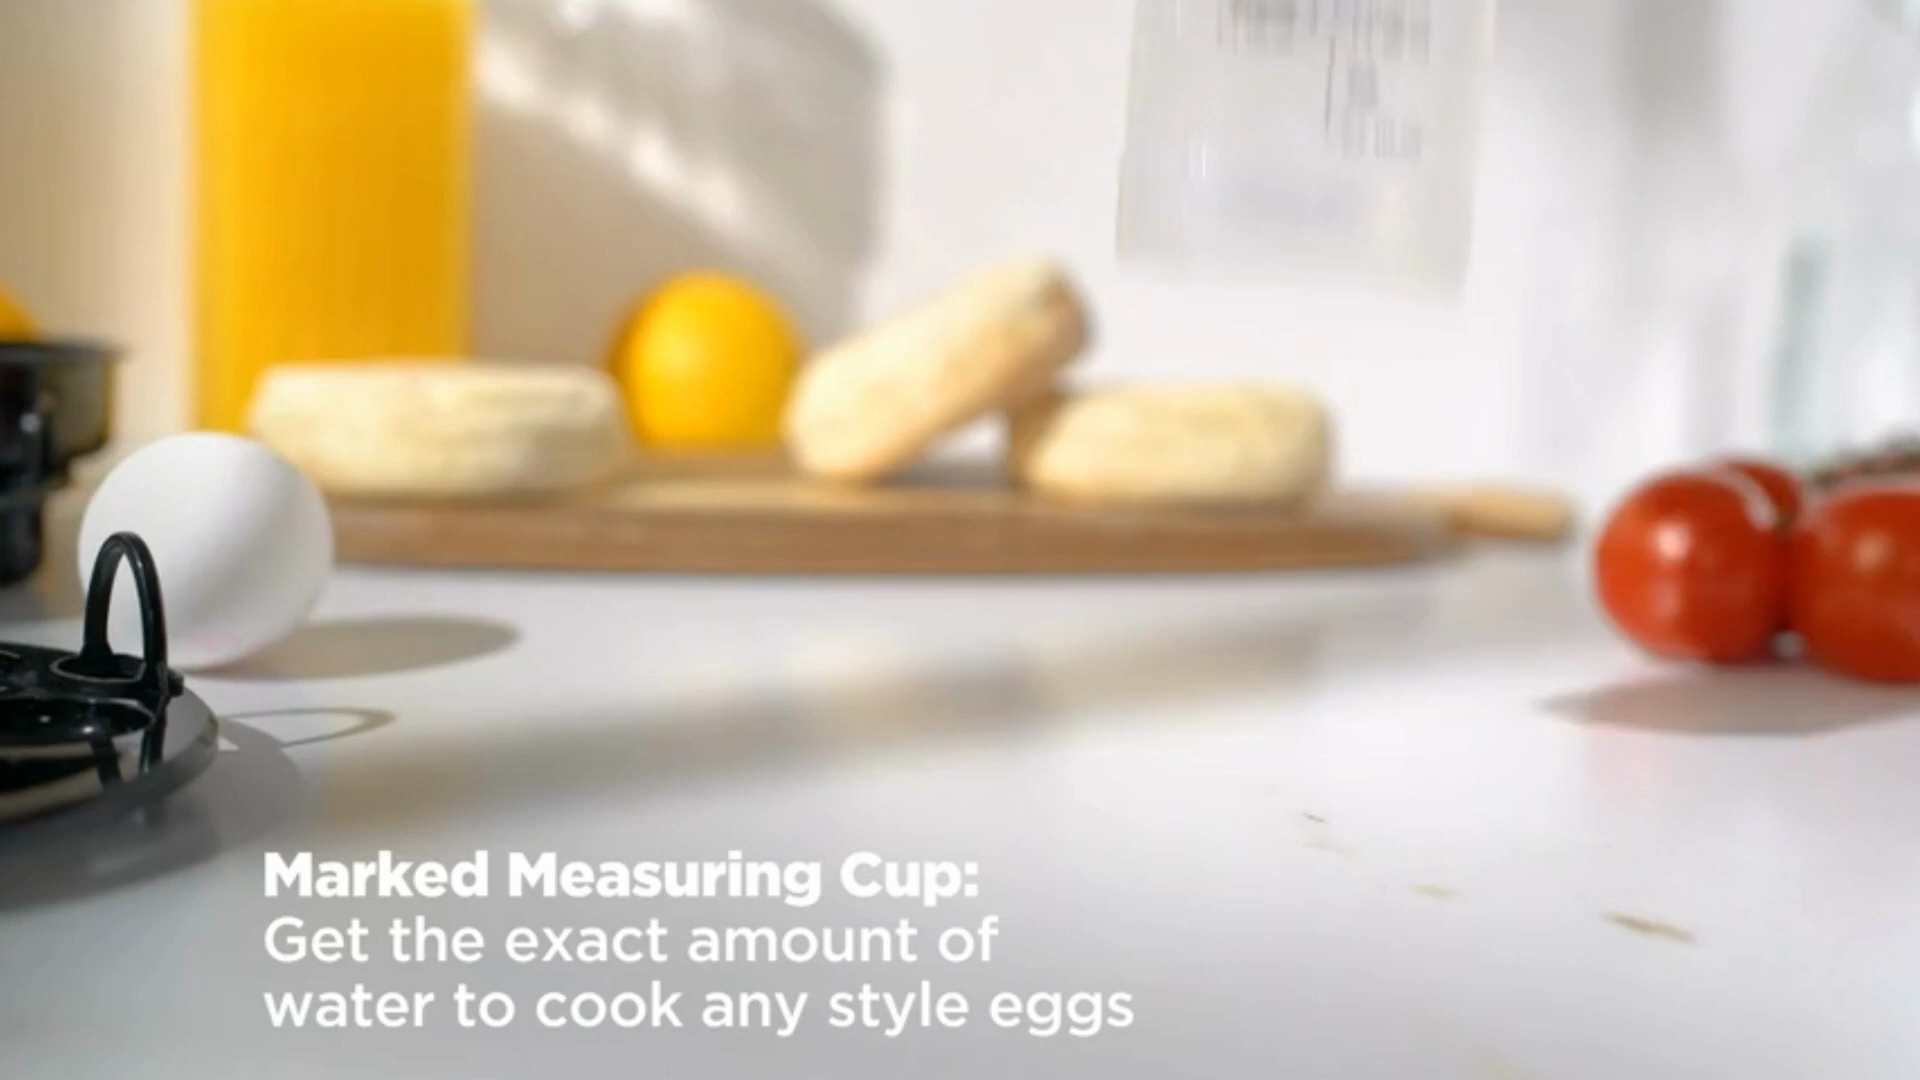 Marked Measuring Cup:
Get the exact amount of
water to cook any style eggs